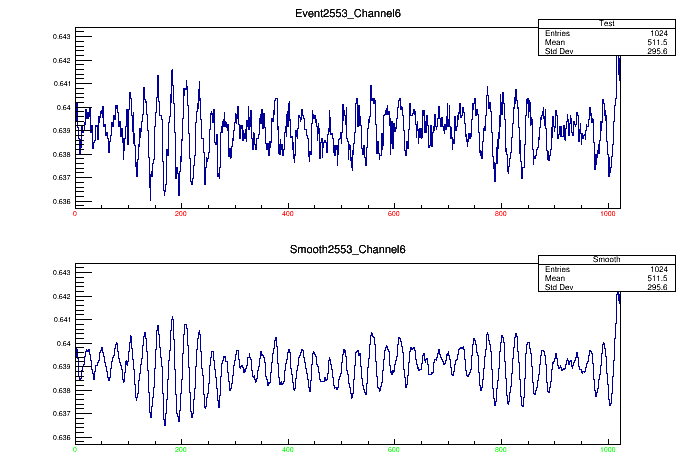 Event2553_Channel6
Test
Entries 1024
Mean 511.5
Std Dev 295.6
0.643
0.642
0.641
0.64
0.639
0.638
0.637
0.636
0 200 400 600 800 1000
Smooth2553_Channel6
Smooth
Entries 1024
Mean 511.5
Std Dev 295.6
0.643
0.642
0.641
0.64
0.639
0.638
0.637
0.636
0 200 400 600 800 1000